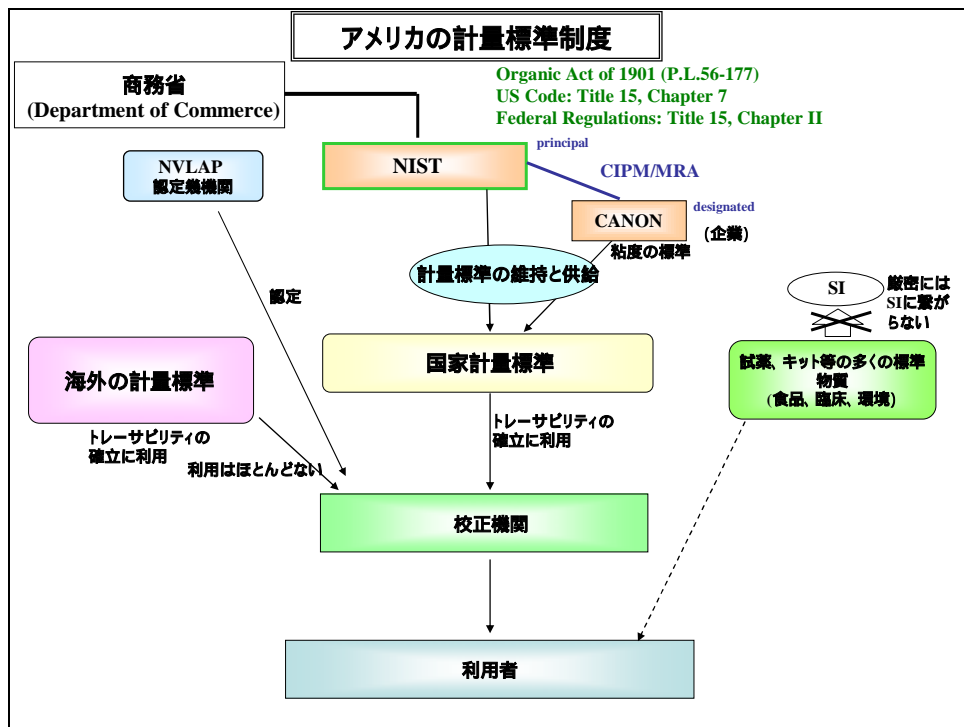 アメリカの計量標準制度
商務省
(Department of Commerce)
Organic Act of 1901 (P.L.56-177)
US Code: Title 15, Chapter 7
Federal Regulations: Title 15, Chapter II
principal
NIST
NVLAP
認定幾機関
CIPM/MRA
designated
CANON
(企業)
粘度の標準
計量標準の維持と供給
認定
SI
厳密には
SIに繋が
らない
海外の計量標準
国家計量標準
試薬、キット等の多くの標準
物質
(食品、臨床、環境)
トレーサビリティの
確立に利用
トレーサビリティの
確立に利用
利用はほとんどない
校正機関
利用者